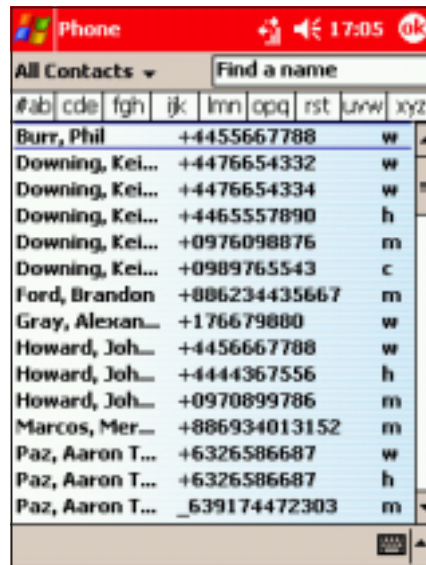 Phone 17:05 ok
All Contacts Find a name
#ab cde fgh ijk lmn opq rst uvw xyz
Burr, Phil +4455667788 w
Downing, Kei... +4476654332 w
Downing, Kei... +4476654334 w
Downing, Kei... +4465557890 h
Downing, Kei... +0976098876 m
Downing, Kei... +0989765543 c
Ford, Brandon +886234435667 m
Gray, Alexan... +176679880 w
Howard, Joh... +4456667788 w
Howard, Joh... +4444367556 h
Howard, Joh... +0970899786 m
Marcos, Mer... +886934013152 m
Paz, Aaron T... +6326586687 w
Paz, Aaron T... +6326586687 h
Paz, Aaron T... _639174472303 m